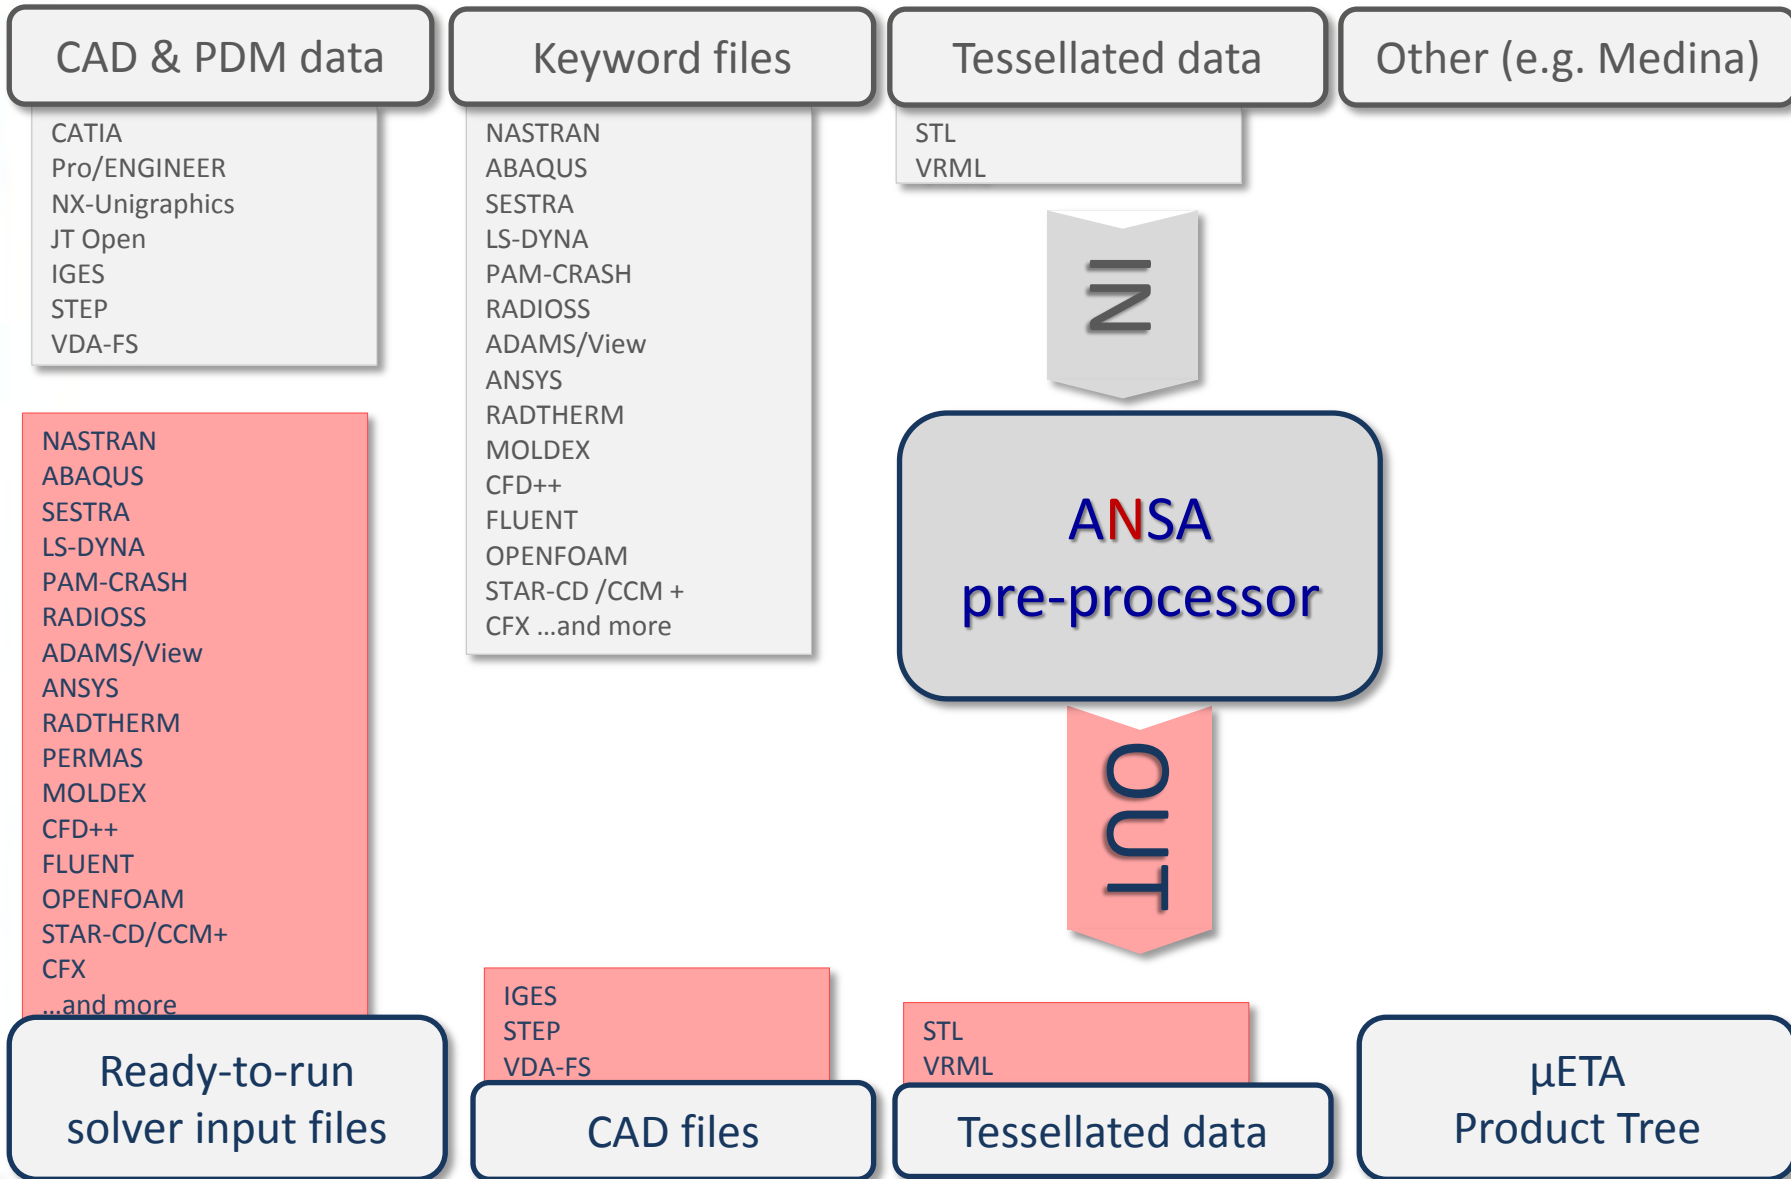 CAD & PDM data
CATIA
Pro/ENGINEER
NX-Unigraphics
JT Open
IGES
STEP
VDA-FS
Keyword files
NASTRAN
ABAQUS
SESTRA
LS-DYNA
PAM-CRASH
RADIOSS
ADAMS/View
ANSYS
RADTHERM
MOLDEX
CFD++
FLUENT
OPENFOAM
STAR-CD /CCM +
CFX ...and more
Tessellated data
STL
VRML
Other (e.g. Medina)
IN
ANSA
pre-processor
OUT
NASTRAN
ABAQUS
SESTRA
LS-DYNA
PAM-CRASH
RADIOSS
ADAMS/View
ANSYS
RADTHERM
PERMAS
MOLDEX
CFD++
FLUENT
OPENFOAM
STAR-CD/CCM+
CFX
...and more
Ready-to-run
solver input files
IGES
STEP
VDA-FS
CAD files
STL
VRML
Tessellated data
µETA
Product Tree